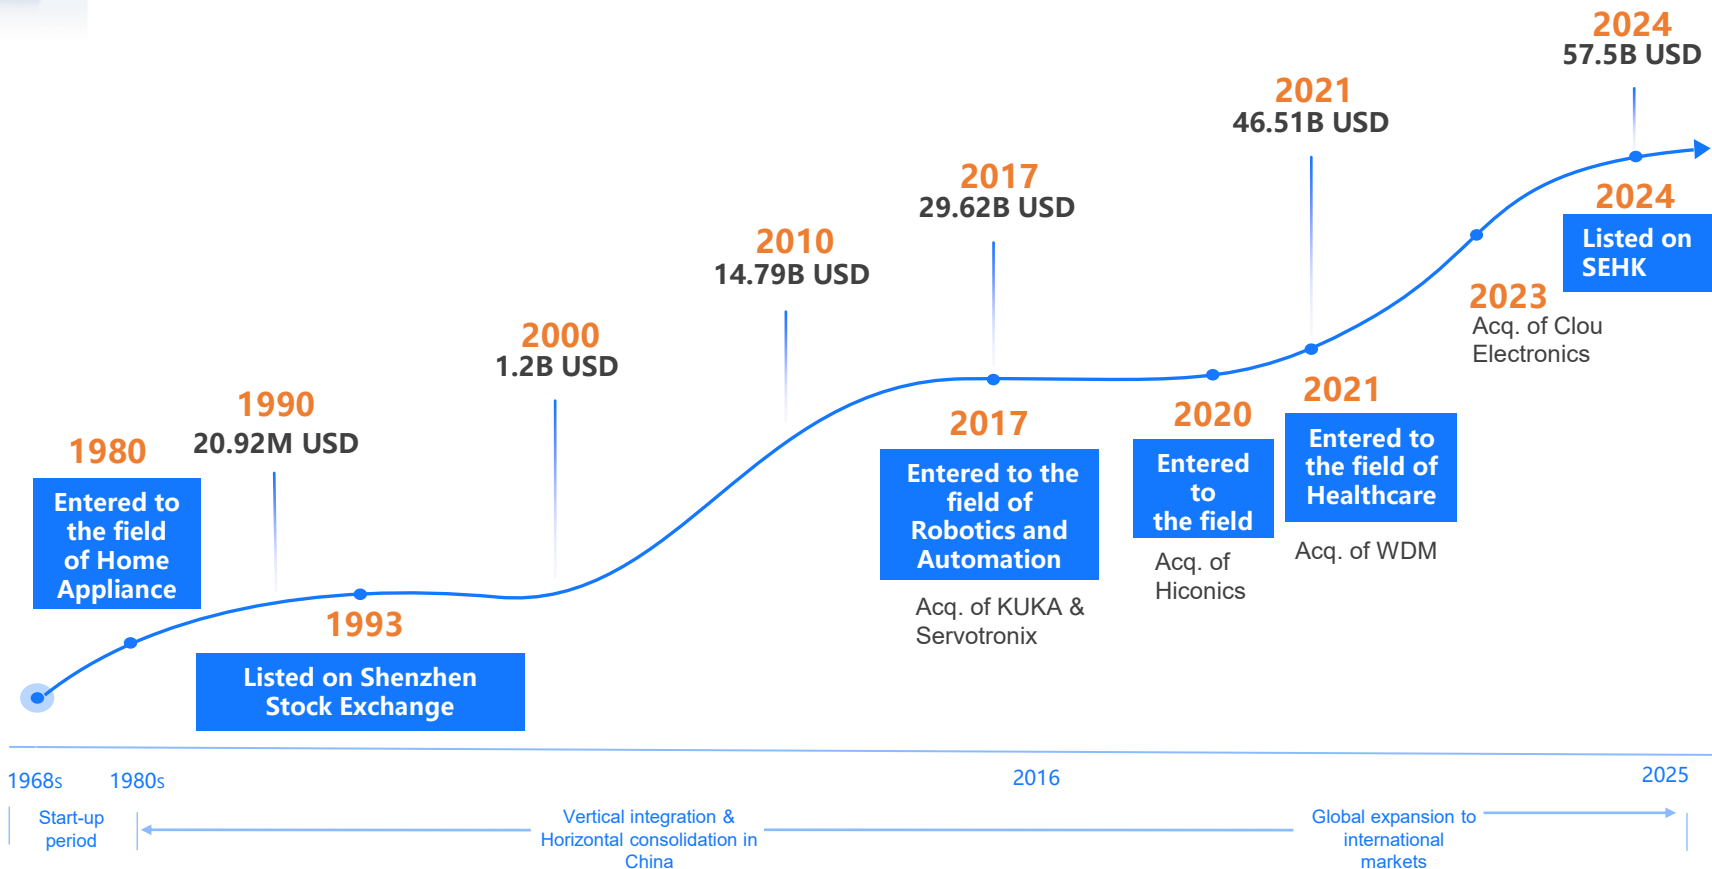 2024
57.5B USD
2021
46.51B USD
2017
29.62B USD
2010
14.79B USD
2000
1.2B USD
1990
20.92M USD
1980
Entered to
the field
of Home
Appliance
1993
Listed on Shenzhen
Stock Exchange
2017
Entered to the
field of
Robotics and
Automation
Acq. of KUKA &
Servotronix
2020
Entered
to
the field
Acq. of
Hiconics
2021
Entered to
the field of
Healthcare
Acq. of WDM
2023
Acq. of Clou
Electronics
2024
Listed on
SEHK
1968s
1980s
2016
2025
Start-up
period
Vertical integration &
Horizontal consolidation in
China
Global expansion to
international
markets